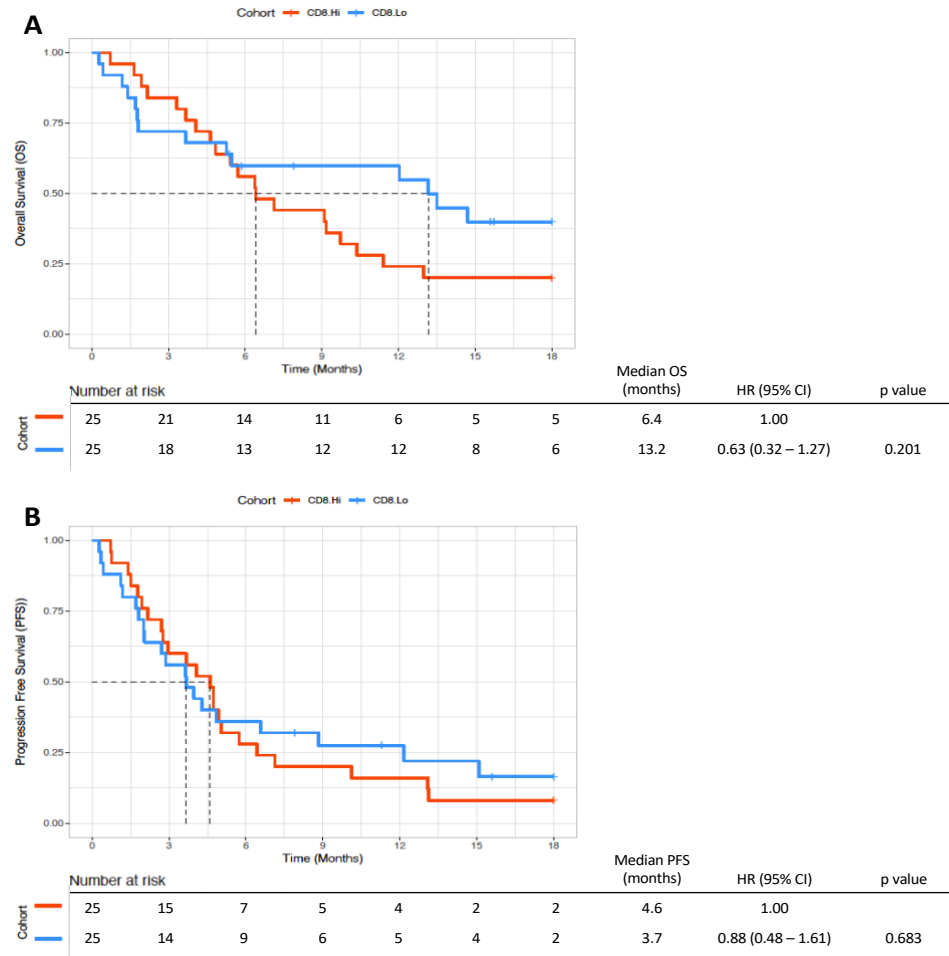 A
Cohort CD8.Hi CD8.Lo
Overall Survival (OS)
1.00
0.75
0.50
0.25
0.00
0 3 6 9 12 15 18
Time (Months)
Number at risk Median OS (months) HR (95% CI) p value
Cohort
25 21 14 11 6 5 5 6.4 1.00
25 18 13 12 12 8 6 13.2 0.63 (0.32 – 1.27) 0.201
B
Cohort CD8.Hi CD8.Lo
Progression Free Survival (PFS))
1.00
0.75
0.50
0.25
0.00
0 3 6 9 12 15 18
Time (Months)
Number at risk Median PFS (months) HR (95% CI) p value
Cohort
25 15 7 5 4 2 2 4.6 1.00
25 14 9 6 5 4 2 3.7 0.88 (0.48 – 1.61) 0.683